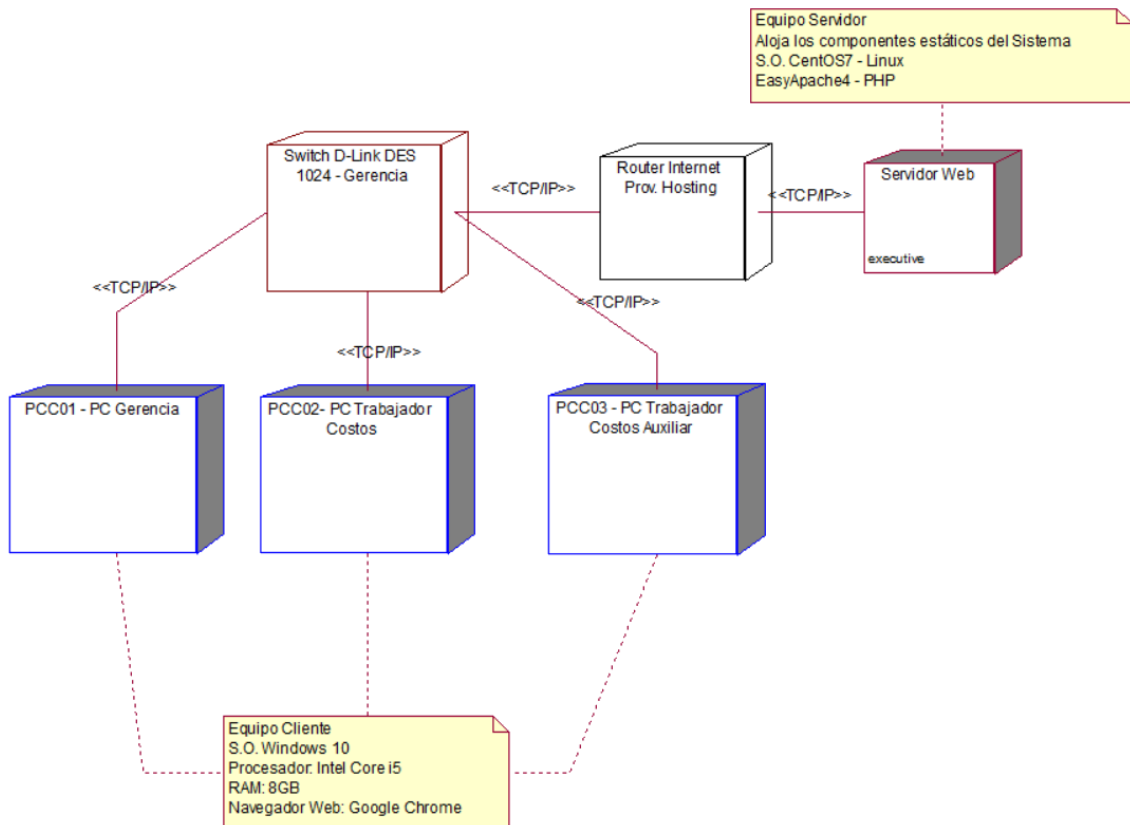 Equipo Servidor
Aloja los componentes estáticos del Sistema
S.O. CentOS7 - Linux
EasyApache4 - PHP
Switch D-Link DES
1024 - Gerencia
<<TCP/IP>>
Router Internet
Prov. Hosting
<<TCP/IP>>
Servidor Web
executive
<<TCP/IP>>
<<TCP/IP>>
<<TCP/IP>>
PCC01 - PC Gerencia
PCC02- PC Trabajador
Costos
PCC03 - PC Trabajador
Costos Auxiliar
Equipo Cliente
S.O. Windows 10
Procesador: Intel Core i5
RAM: 8GB
Navegador Web: Google Chrome